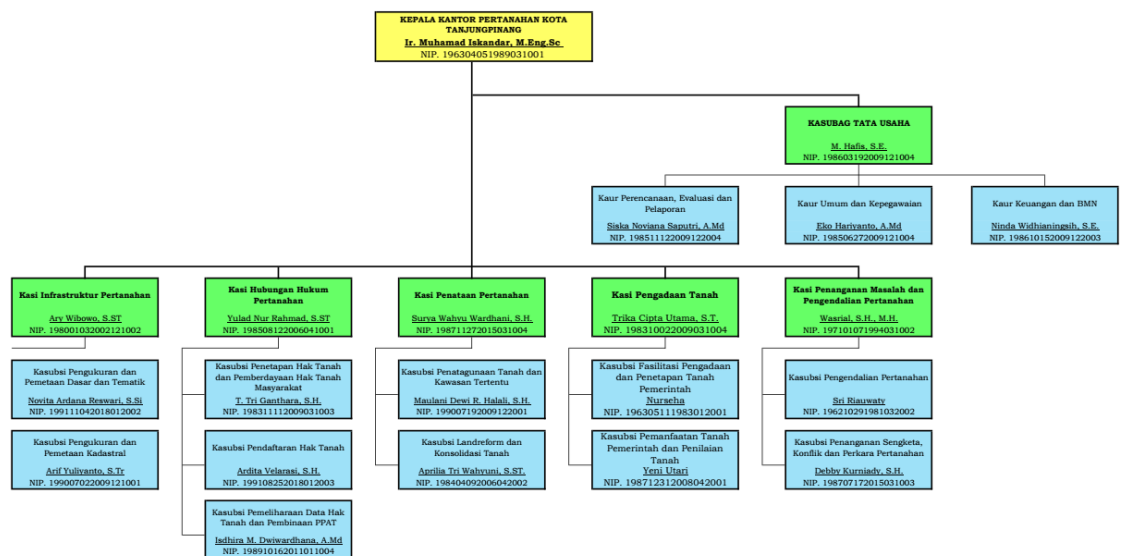 KEPALA KANTOR PERTANAHAN KOTA
TANJUNGPINANG
Ir. Muhamad Iskandar, M.Eng.Sc
NIP. 196304051989031001
KASUBAG TATA USAHA
M. Hafis, S.E.
NIP. 198603192009121004
Kaur Perencanaan, Evaluasi dan
Pelaporan
Siska Noviana Saputri, A.Md
NIP. 198511122009122004
Kaur Umum dan Kepegawaian
Eko Hariyanto, A.Md
NIP. 198506272009121004
Kaur Keuangan dan BMN
Ninda Widhianingsih, S.E.
NIP. 198610152009122003
Kasi Infrastruktur Pertanahan
Ary Wibowo, S.ST
NIP. 198001032002121002
Kasi Hubungan Hukum
Pertanahan
Yulad Nur Rahmad, S.ST
NIP. 198508122006041001
Kasi Penataan Pertanahan
Surya Wahyu Wardhani, S.H.
NIP. 198711272015031004
Kasi Pengadaan Tanah
Trika Cipta Utama, S.T.
NIP. 198310022009031004
Kasi Penanganan Masalah dan
Pengendalian Pertanahan
Wasrial, S.H., M.H.
NIP. 197101071994031002
Kasubsi Pengukuran dan
Pemetaan Dasar dan Tematik
Novita Ardana Reswari, S.Si
NIP. 199111042018012002
Kasubsi Penetapan Hak Tanah
dan Pemberdayaan Hak Tanah
Masyarakat
T. Tri Ganthara, S.H.
NIP. 198311112009031003
Kasubsi Penatagunaan Tanah dan
Kawasan Tertentu
Maulani Dewi R. Halali, S.H.
NIP. 199007192009122001
Kasubsi Fasilitasi Pengadaan
dan Penetapan Tanah
Pemerintah
Nurseha
NIP. 196305111983012001
Kasubsi Pengendalian Pertanahan
Sri Riauwaty
NIP. 196210291981032002
Kasubsi Pengukuran dan
Pemetaan Kadastral
Arif Yuliyanto, S.Tr
NIP. 199007022009121001
Kasubsi Pendaftaran Hak Tanah
Ardita Velarasi, S.H.
NIP. 199108252018012003
Kasubsi Landreform dan
Konsolidasi Tanah
Aprilia Tri Wahyuni, S.ST.
NIP. 198404092006042002
Kasubsi Pemanfaatan Tanah
Pemerintah dan Penilaian
Tanah
Yeni Utari
NIP. 198712312008042001
Kasubsi Penanganan Sengketa,
Konflik dan Perkara Pertanahan
Debby Kurniady, S.H.
NIP. 198707172015031003
Kasubsi Pemeliharaan Data Hak
Tanah dan Pembinaan PPAT
Isdhira M. Dwiwardhana, A.Md
NIP. 198910162011011004